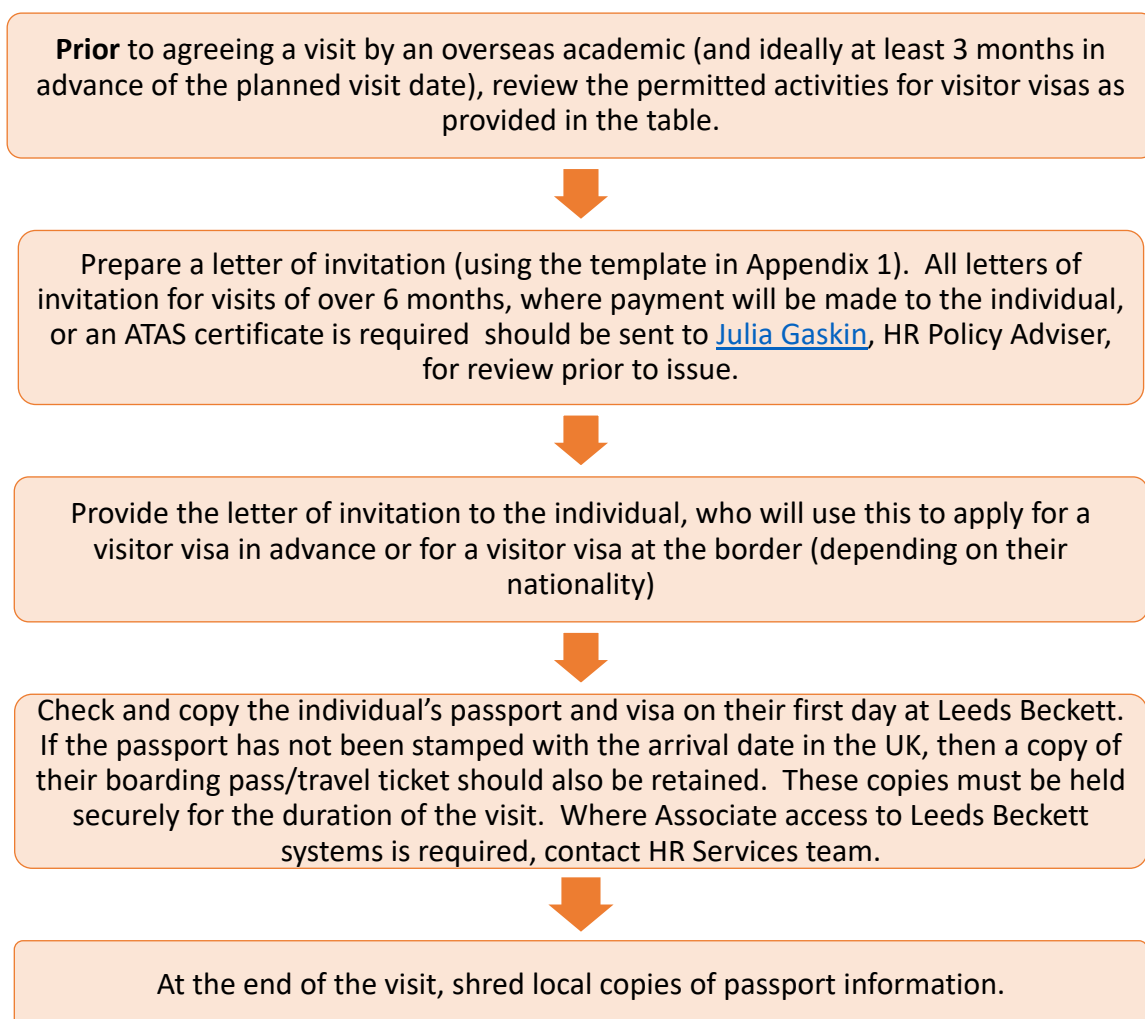 Prior to agreeing a visit by an overseas academic (and ideally at least 3 months in
advance of the planned visit date), review the permitted activities for visitor visas as
provided in the table.
Prepare a letter of invitation (using the template in Appendix 1).  All letters of
invitation for visits of over 6 months, where payment will be made to the individual,
or an ATAS certificate is required  should be sent to Julia Gaskin, HR Policy Adviser,
for review prior to issue.
Provide the letter of invitation to the individual, who will use this to apply for a
visitor visa in advance or for a visitor visa at the border (depending on their
nationality)
Check and copy the individual’s passport and visa on their first day at Leeds Beckett.
If the passport has not been stamped with the arrival date in the UK, then a copy of
their boarding pass/travel ticket should also be retained.  These copies must be held
securely for the duration of the visit.  Where Associate access to Leeds Beckett
systems is required, contact HR Services team.
At the end of the visit, shred local copies of passport information.